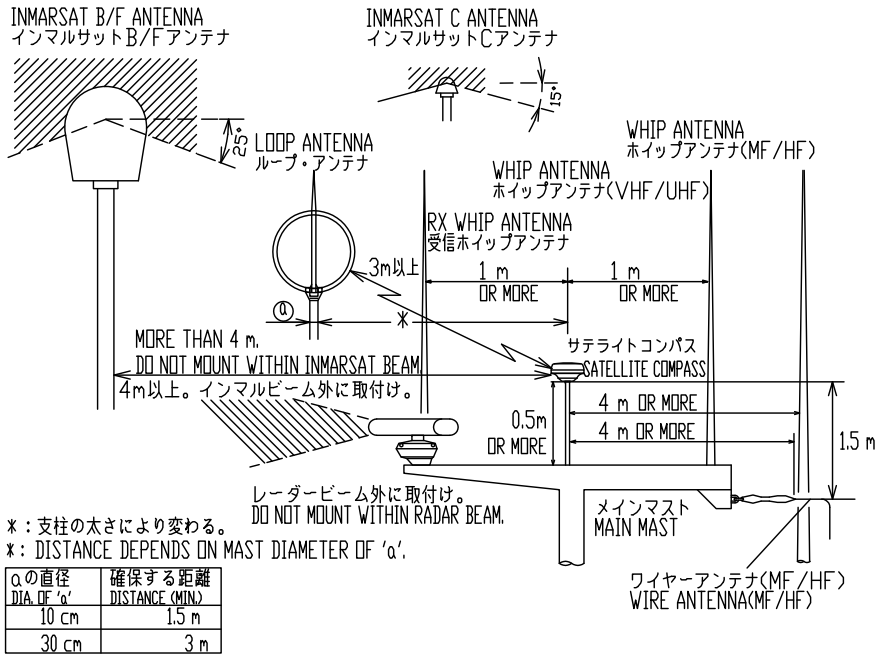 INMARSAT B/F ANTENNA
インマルサットB/Fアンテナ
INMARSAT C ANTENNA
インマルサットCアンテナ
25°
15°
LOOP ANTENNA
ループ・アンテナ
WHIP ANTENNA
ホイップアンテナ(MF/HF)
WHIP ANTENNA
ホイップアンテナ(VHF/UHF)
RX WHIP ANTENNA
受信ホイップアンテナ
3m以上
1 m
OR MORE
1 m
OR MORE
a
*
MORE THAN 4 m.
DO NOT MOUNT WITHIN INMARSAT BEAM.
4m以上。インマルビーム外に取付け。
サテライトコンパス
SATELLITE COMPASS
0.5m
OR MORE
4 m OR MORE
4 m OR MORE
1.5 m
レーダービーム外に取付け。
DO NOT MOUNT WITHIN RADAR BEAM.
メインマスト
MAIN MAST
*：支柱の太さにより変わる。
*: DISTANCE DEPENDS ON MAST DIAMETER OF 'a'.
ワイヤーアンテナ(MF/HF)
WIRE ANTENNA(MF/HF)
aの直径 確保する距離
DIA. OF 'a' DISTANCE (MIN.)
10 cm 1.5 m
30 cm 3 m